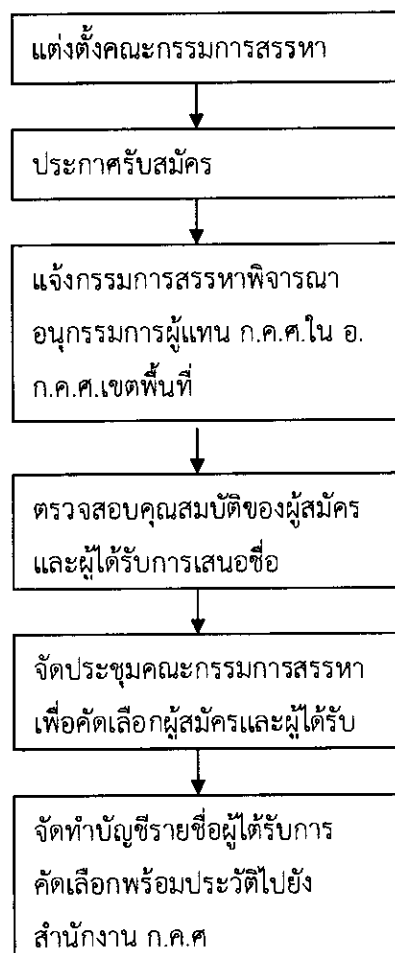 แต่งตั้งคณะกรรมการสรรหา
ประกาศรับสมัคร
แจ้งกรรมการสรรหาพิจารณา
อนุกรรมการผู้แทน ก.ค.ศ.ใน อ.
ก.ค.ศ.เขตพื้นที่
ตรวจสอบคุณสมบัติของผู้สมัคร
และผู้ได้รับการเสนอชื่อ
จัดประชุมคณะกรรมการสรรหา
เพื่อคัดเลือกผู้สมัครและผู้ได้รับ
จัดทำบัญชีรายชื่อผู้ได้รับการ
คัดเลือกพร้อมประวัติไปยัง
สำนักงาน ก.ค.ศ